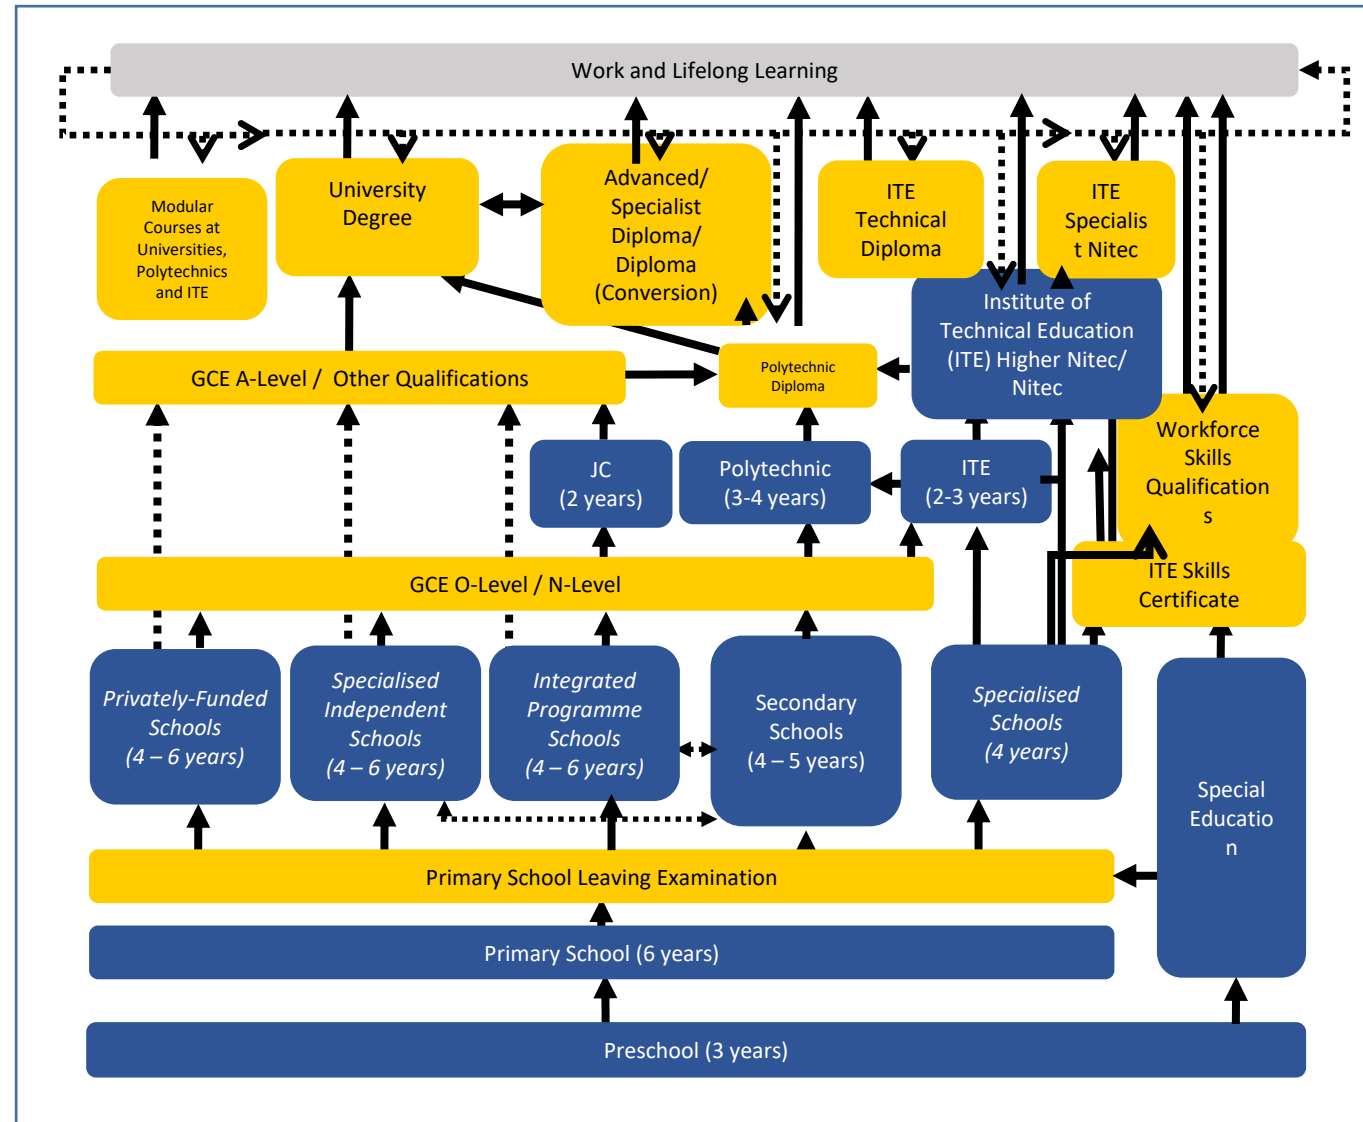 Work and Lifelong Learning
Modular
Courses at
Universities,
Polytechnics
and ITE
University
Degree
Advanced/
Specialist
Diploma/
Diploma
(Conversion)
ITE
Technical
Diploma
ITE
Specialis
t Nitec
Institute of
Technical Education
(ITE) Higher Nitec/
Nitec
GCE A-Level /  Other Qualifications
Polytechnic
Diploma
Workforce
Skills
Qualification
s
JC
(2 years)
Polytechnic
(3-4 years)
ITE
(2-3 years)
GCE O-Level / N-Level
ITE Skills
Certificate
Privately-Funded
Schools
(4 – 6 years)
Specialised
Independent
Schools
(4 – 6 years)
Integrated
Programme
Schools
(4 – 6 years)
Secondary
Schools
(4 – 5 years)
Specialised
Schools
(4 years)
Special
Educatio
n
Primary School Leaving Examination
Primary School (6 years)
Preschool (3 years)